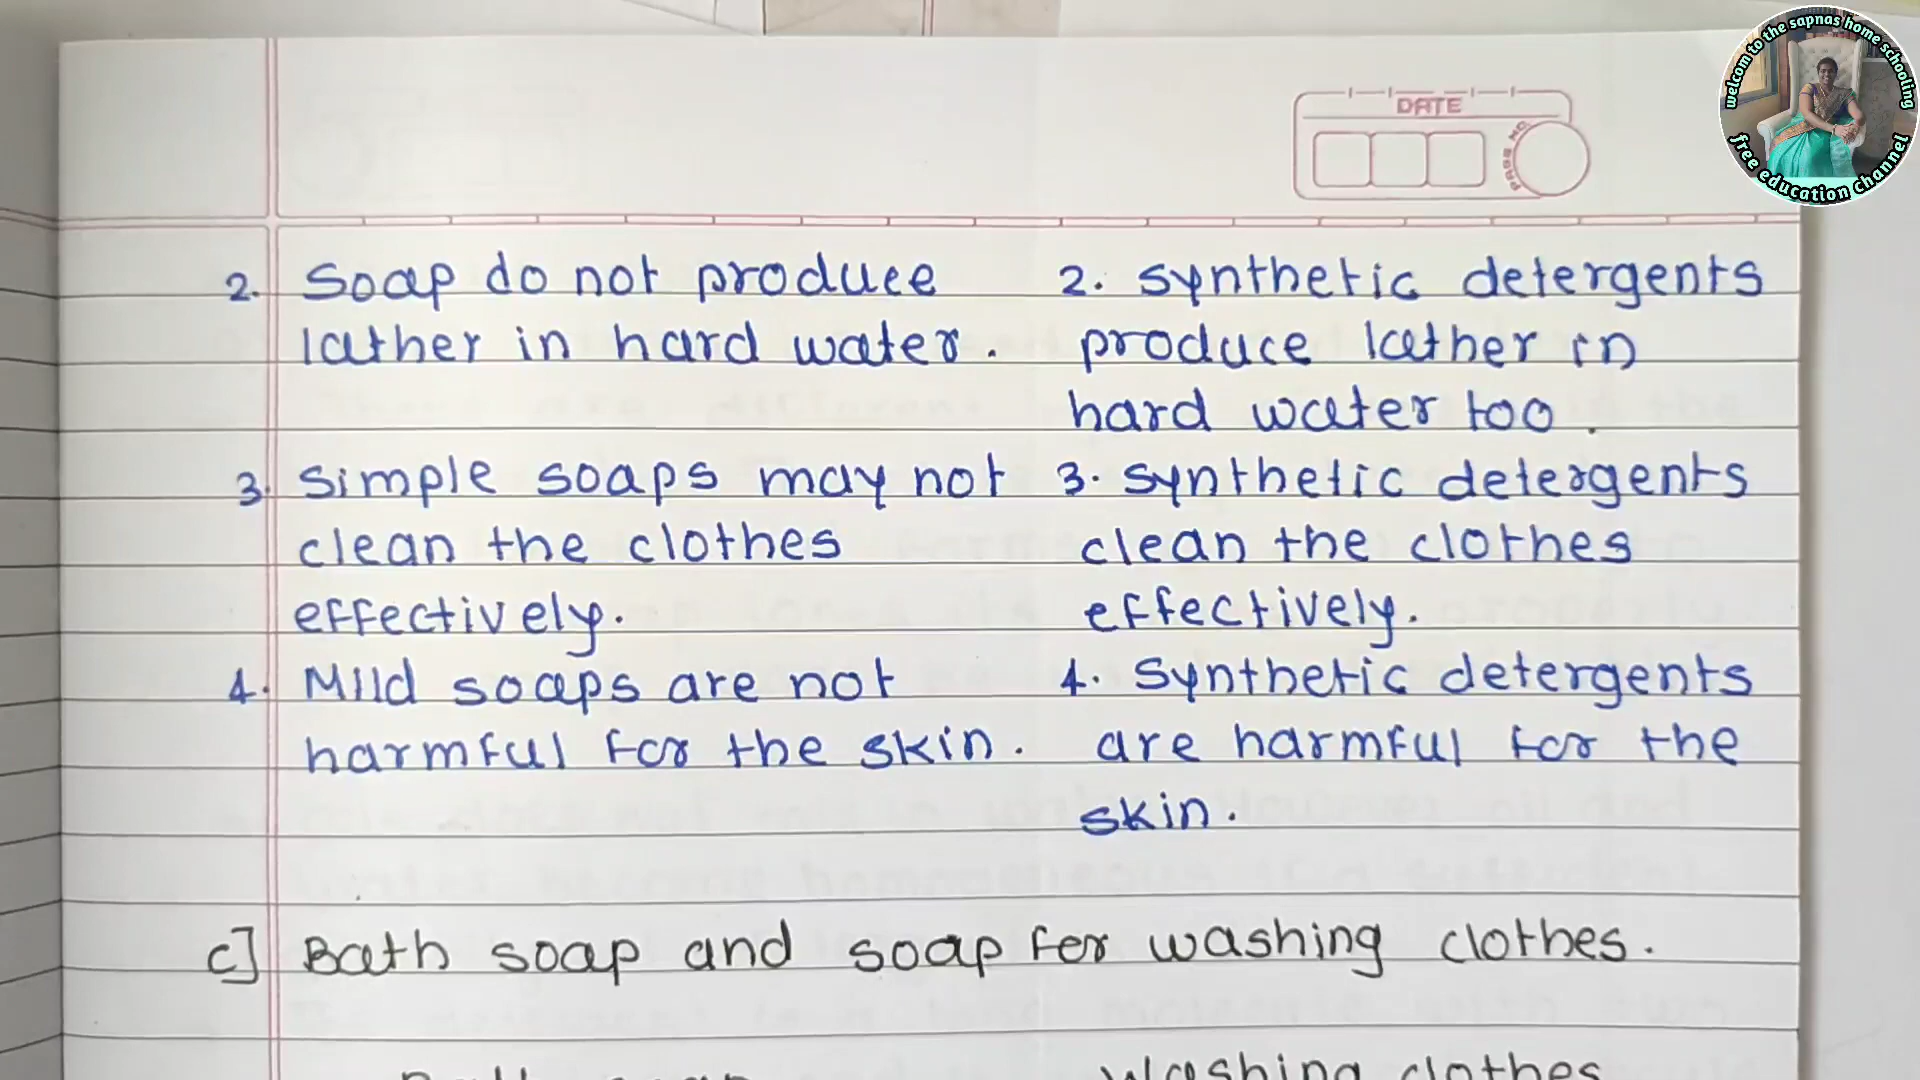 welcom to the sapnas home schooling
free education channel
DATE
PAGE NO.
2. Soap do not produce
lather in hard water.
2. synthetic detergents
produce lather in
hard water too.
3. simple soaps may not
clean the clothes
effectively.
3. synthetic detergents
clean the clothes
effectively.
4. Mild soaps are not
harmful for the skin.
4. Synthetic detergents
are harmful for the
skin.
c] Bath soap and soap for washing clothes.
Bath soap
Washing clothes